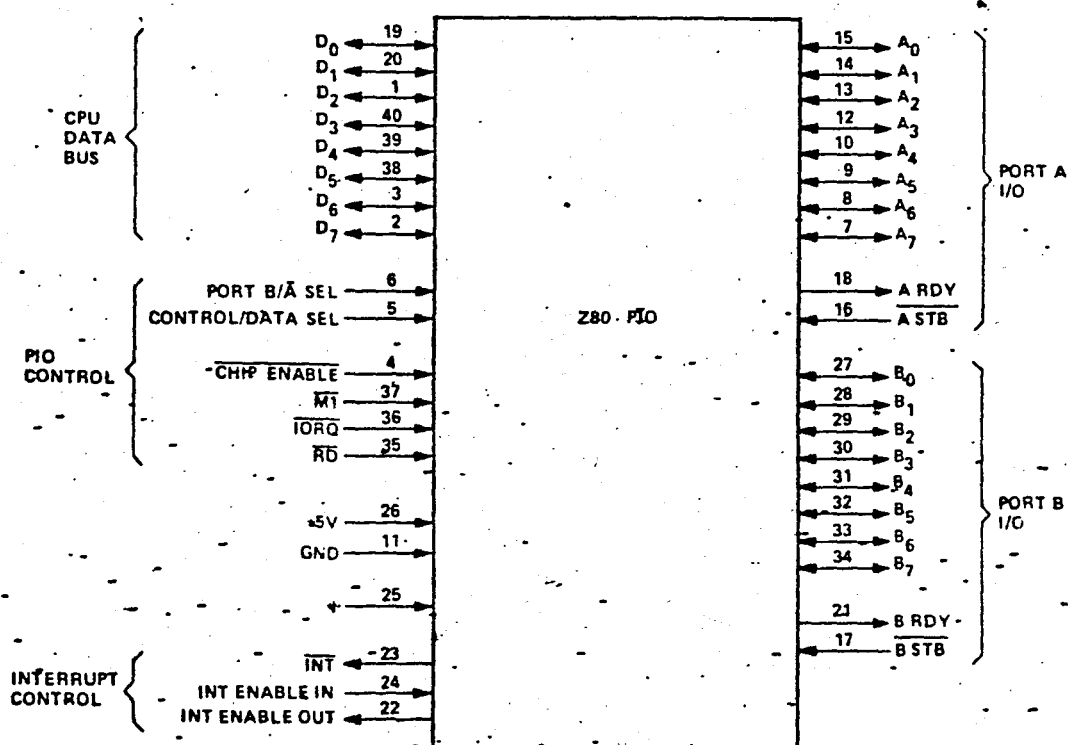 CPU
DATA
BUS
D0 19
D1 20
D2 1
D3 40
D4 39
D5 38
D6 3
D7 2
PIO
CONTROL
PORT B/Ā SEL 6
CONTROL/DATA SEL 5
CHIP ENABLE 4
M1 37
IORQ 36
RD 35
+5V 26
GND 11
25
INTERRUPT
CONTROL
INT 23
INT ENABLE IN 24
INT ENABLE OUT 22
Z80-PIO
15 A0
14 A1
13 A2
12 A3
10 A4
9 A5
8 A6
7 A7
18 A RDY
16 A STB
PORT A
I/O
27 B0
28 B1
29 B2
30 B3
31 B4
32 B5
33 B6
34 B7
21 B RDY
17 B STB
PORT B
I/O